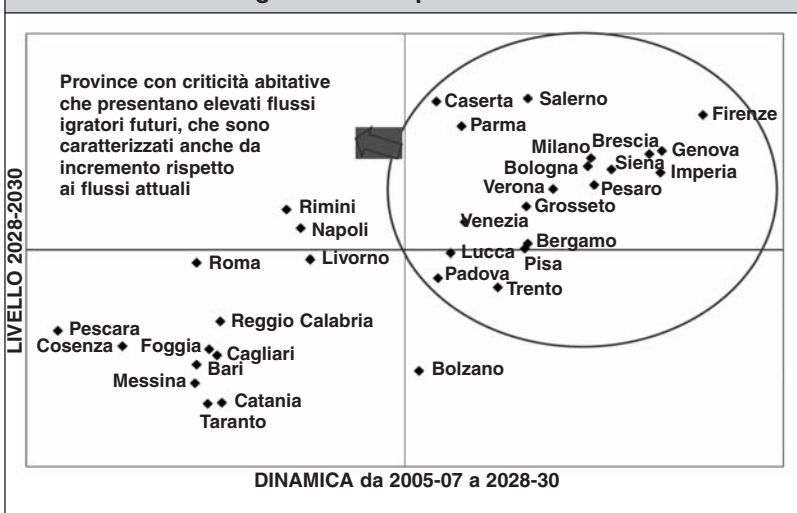 Province con criticità abitative
che presentano elevati flussi
igratori futuri, che sono
caratterizzati anche da
incremento rispetto
ai flussi attuali
Caserta
Salerno
Firenze
Parma
Milano
Brescia
Genova
Bologna
Siena
Imperia
Verona
Pesaro
Grosseto
Rimini
Venezia
Napoli
Bergamo
Lucca
Pisa
Roma
Livorno
Padova
Trento
Pescara
Reggio Calabria
Cosenza
Foggia
Cagliari
Bari
Bolzano
Messina
Catania
Taranto
LIVELLO 2028-2030
DINAMICA da 2005-07 a 2028-30